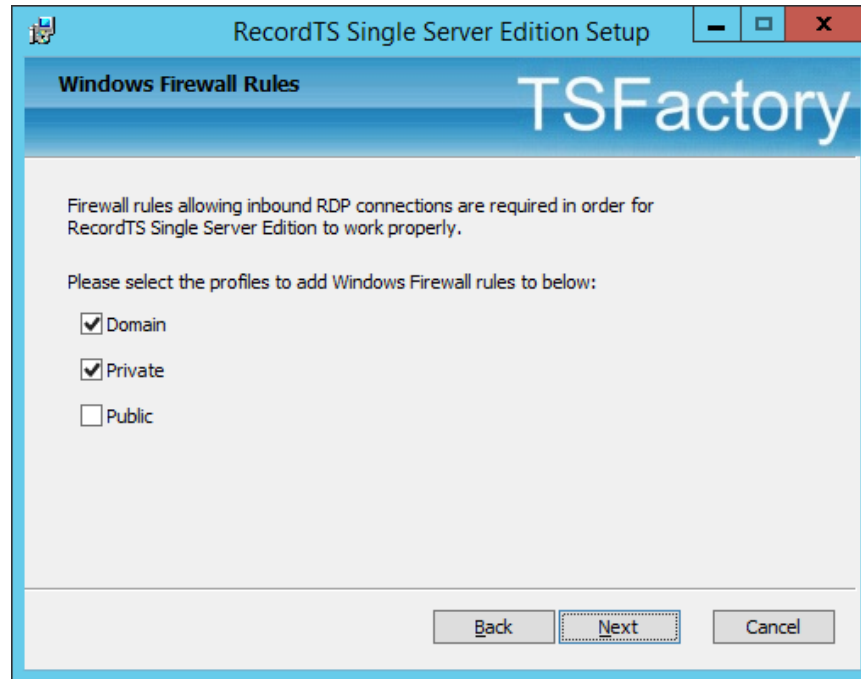 RecordTS Single Server Edition Setup
Windows Firewall Rules
TSFactory
Firewall rules allowing inbound RDP connections are required in order for
RecordTS Single Server Edition to work properly.
Please select the profiles to add Windows Firewall rules to below:
Domain
Private
Public
Back Next Cancel